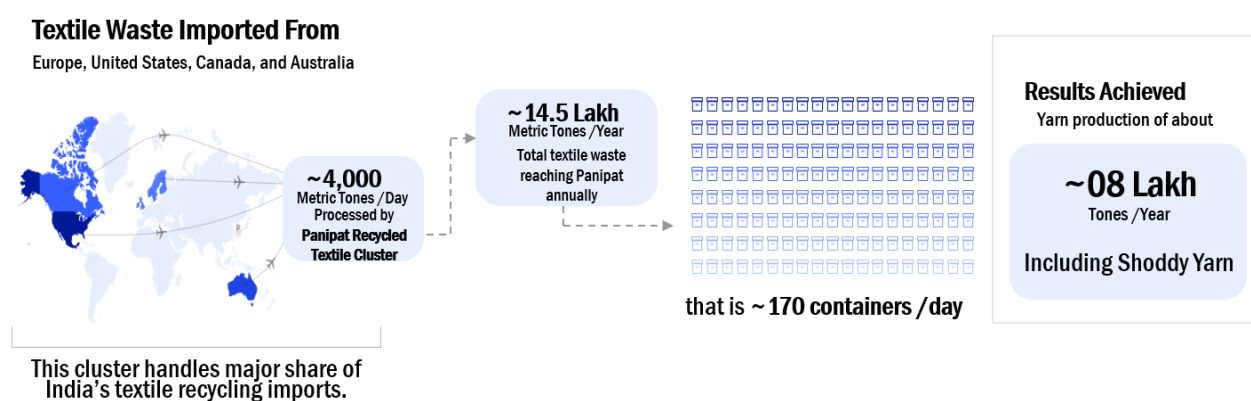 Textile Waste Imported From
Europe, United States, Canada, and Australia
~4,000
Metric Tones /Day
Processed by
Panipat Recycled
Textile Cluster
This cluster handles major share of
India's textile recycling imports.
~14.5 Lakh
Metric Tones /Year
Total textile waste
reaching Panipat
annually
that is ~170 containers /day
Results Achieved
Yarn production of about
~08 Lakh
Tones /Year
Including Shoddy Yarn